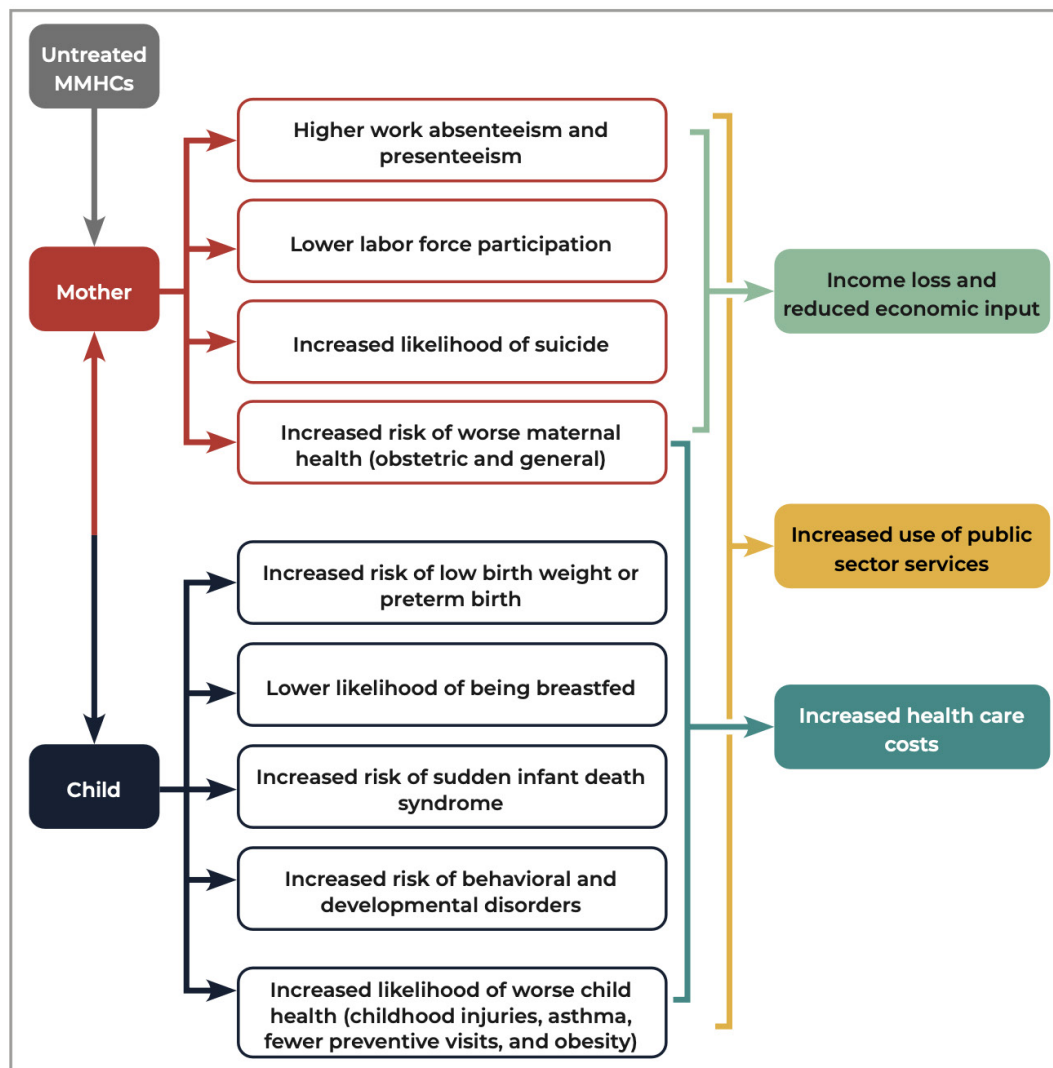 Untreated
MMHCs
Mother
Higher work absenteeism and
presenteeism
Lower labor force participation
Increased likelihood of suicide
Increased risk of worse maternal
health (obstetric and general)
Child
Increased risk of low birth weight or
preterm birth
Lower likelihood of being breastfed
Increased risk of sudden infant death
syndrome
Increased risk of behavioral and
developmental disorders
Increased likelihood of worse child
health (childhood injuries, asthma,
fewer preventive visits, and obesity)
Income loss and
reduced economic input
Increased use of public
sector services
Increased health care
costs